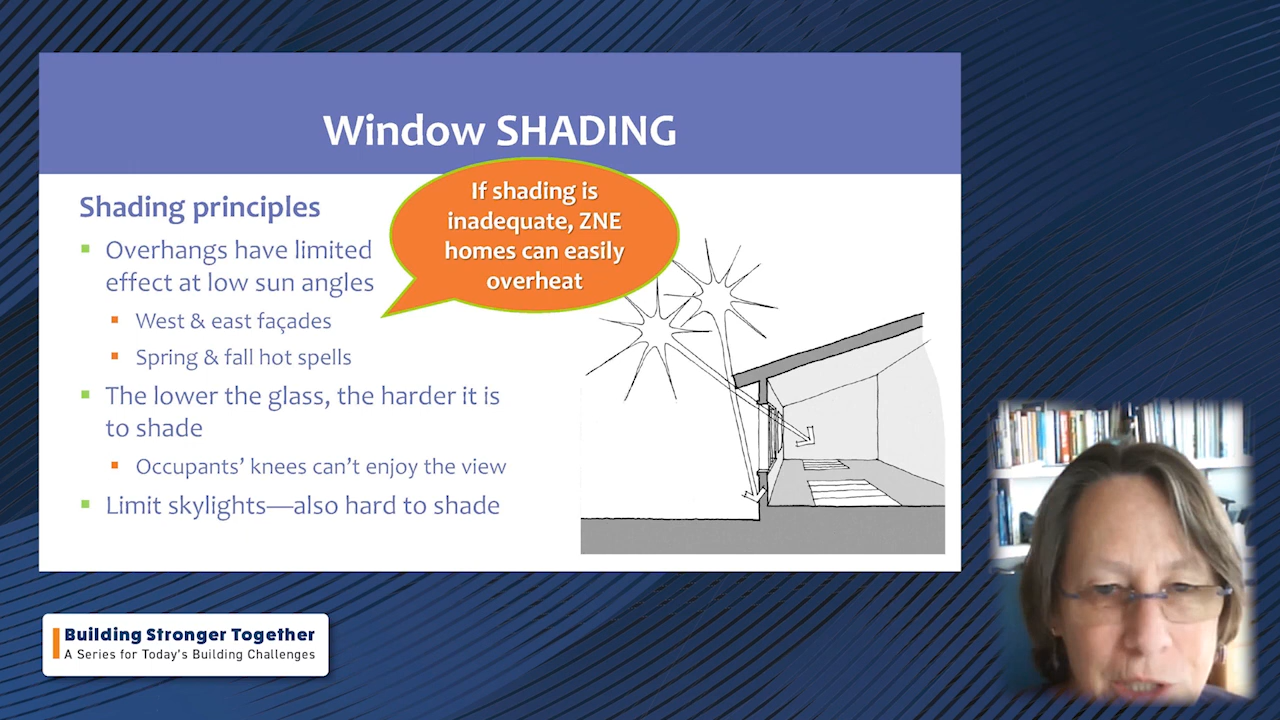 Window SHADING
If shading is
inadequate, ZNE
homes can easily
overheat
Shading principles
Overhangs have limited
effect at low sun angles
West & east façades
Spring & fall hot spells
The lower the glass, the harder it is
to shade
Occupants’ knees can’t enjoy the view
Limit skylights—also hard to shade
Building Stronger Together
A Series for Today's Building Challenges